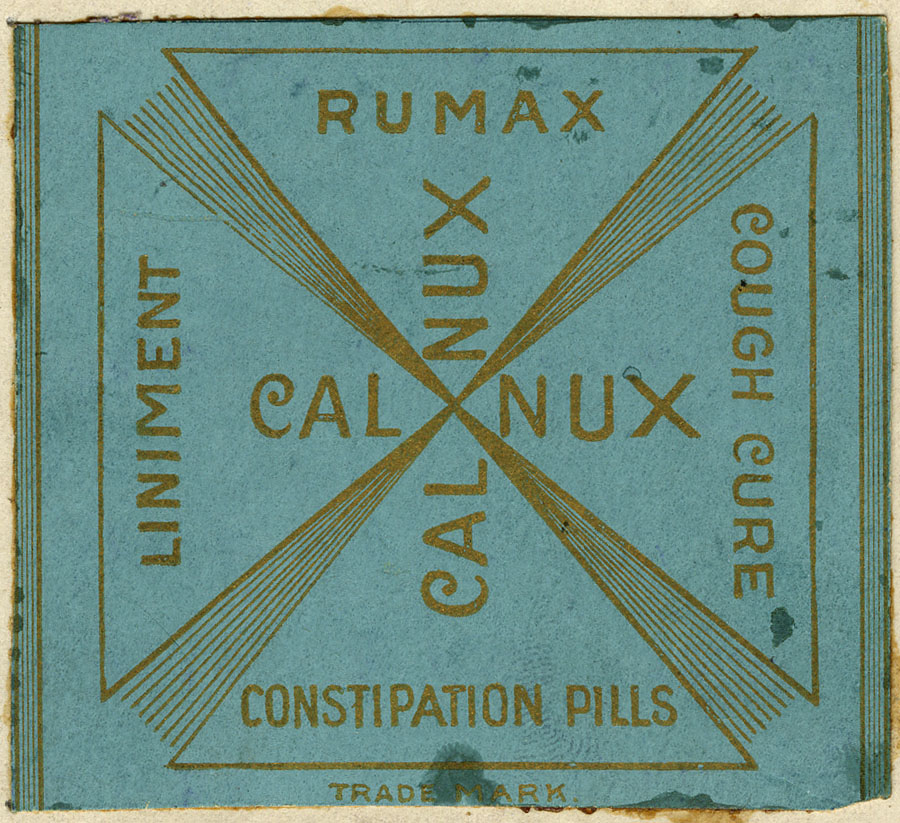 RUMAX
LINIMENT
CAL NUX
CAL NUX
COUGH CURE
CONSTIPATION PILLS
TRADE MARK.